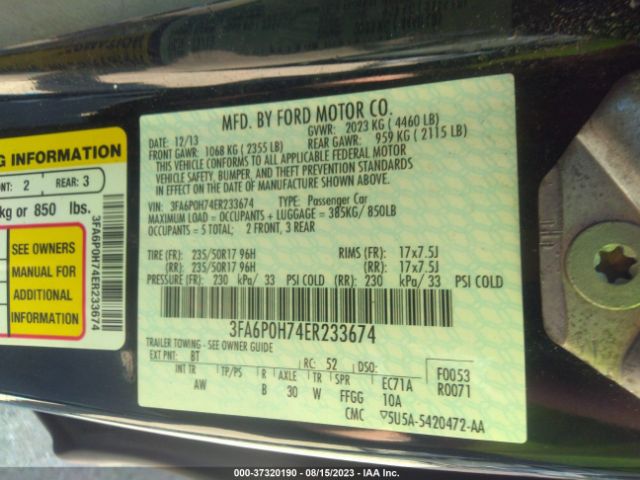 MFD. BY FORD MOTOR CO.
DATE: 12/13 GVWR: 2023 KG ( 4460 LB)
FRONT GAWR: 1068 KG ( 2355 LB) REAR GAWR: 959 KG ( 2115 LB)
THIS VEHICLE CONFORMS TO ALL APPLICABLE FEDERAL MOTOR
VEHICLE SAFETY, BUMPER, AND THEFT PREVENTION STANDARDS
IN EFFECT ON THE DATE OF MANUFACTURE SHOWN ABOVE.
VIN: 3FA6P0H74ER233674 TYPE: Passenger Car
MAXIMUM LOAD = OCCUPANTS + LUGGAGE = 385KG/ 850LB
OCCUPANTS = 5 TOTAL; 2 FRONT, 3 REAR
TIRE (FR): 235/50R17 96H RIMS (FR): 17x7.5J
(RR): 235/50R17 96H (RR): 17x7.5J
PRESSURE (FR): 230 kPa/ 33 PSI COLD (RR): 230 kPa/ 33 PSI COLD
3FA6P0H74ER233674
TRAILER TOWING - SEE OWNER GUIDE
EXT PNT: BT RC: 52 DSO: F0053
INT TR TP/PS R AXLE TR SPR EC71A R0071
AW B 30 W FFGG 10A
CMC ▽5U5A-5420472-AA
G INFORMATION
ONT: 2 REAR: 3
kg or 850 lbs.
SEE OWNERS
MANUAL FOR
ADDITIONAL
INFORMATION
3FA6P0H74ER233674
000-37320190 - 08/15/2023 - IAA Inc.